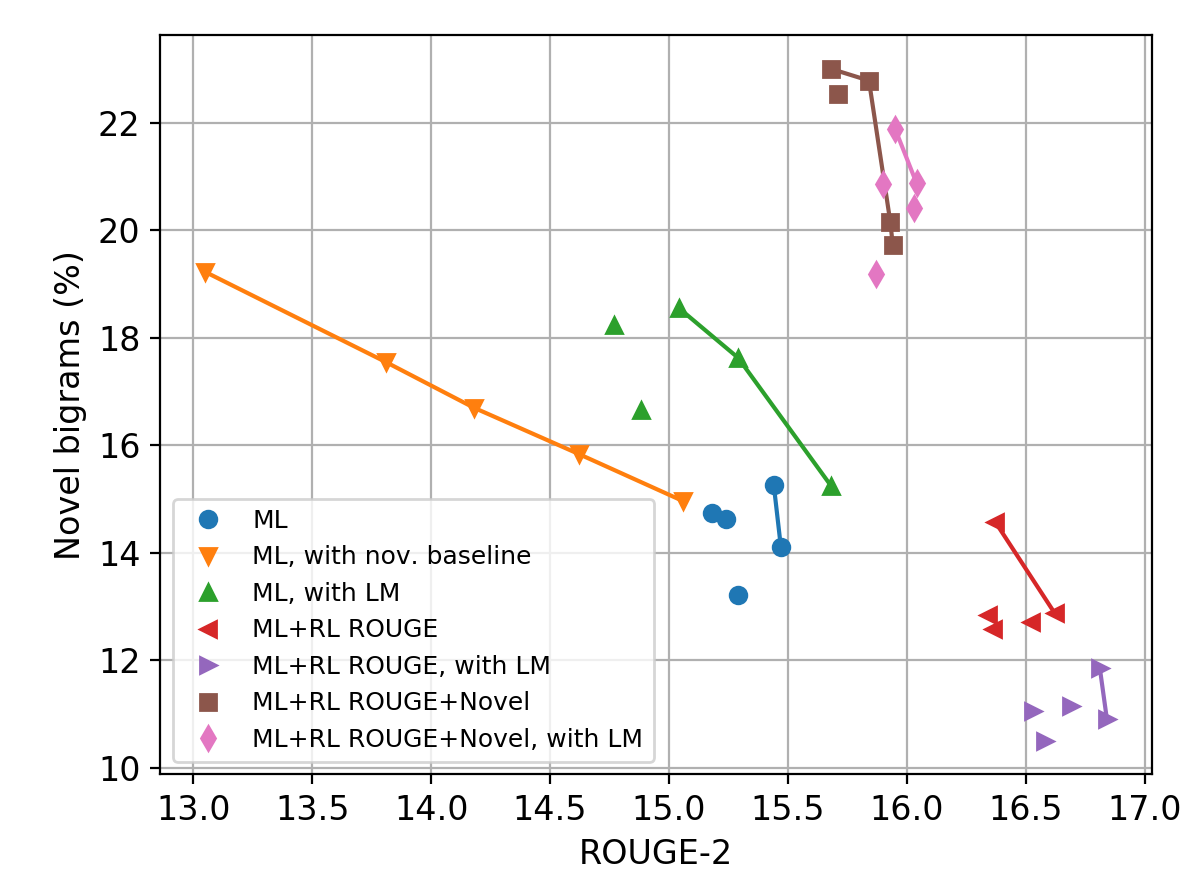 22
20
18
16
14
12
10
Novel bigrams (%)
ML
ML, with nov. baseline
ML, with LM
ML+RL ROUGE
ML+RL ROUGE, with LM
ML+RL ROUGE+Novel
ML+RL ROUGE+Novel, with LM
13.0 13.5 14.0 14.5 15.0 15.5 16.0 16.5 17.0
ROUGE-2